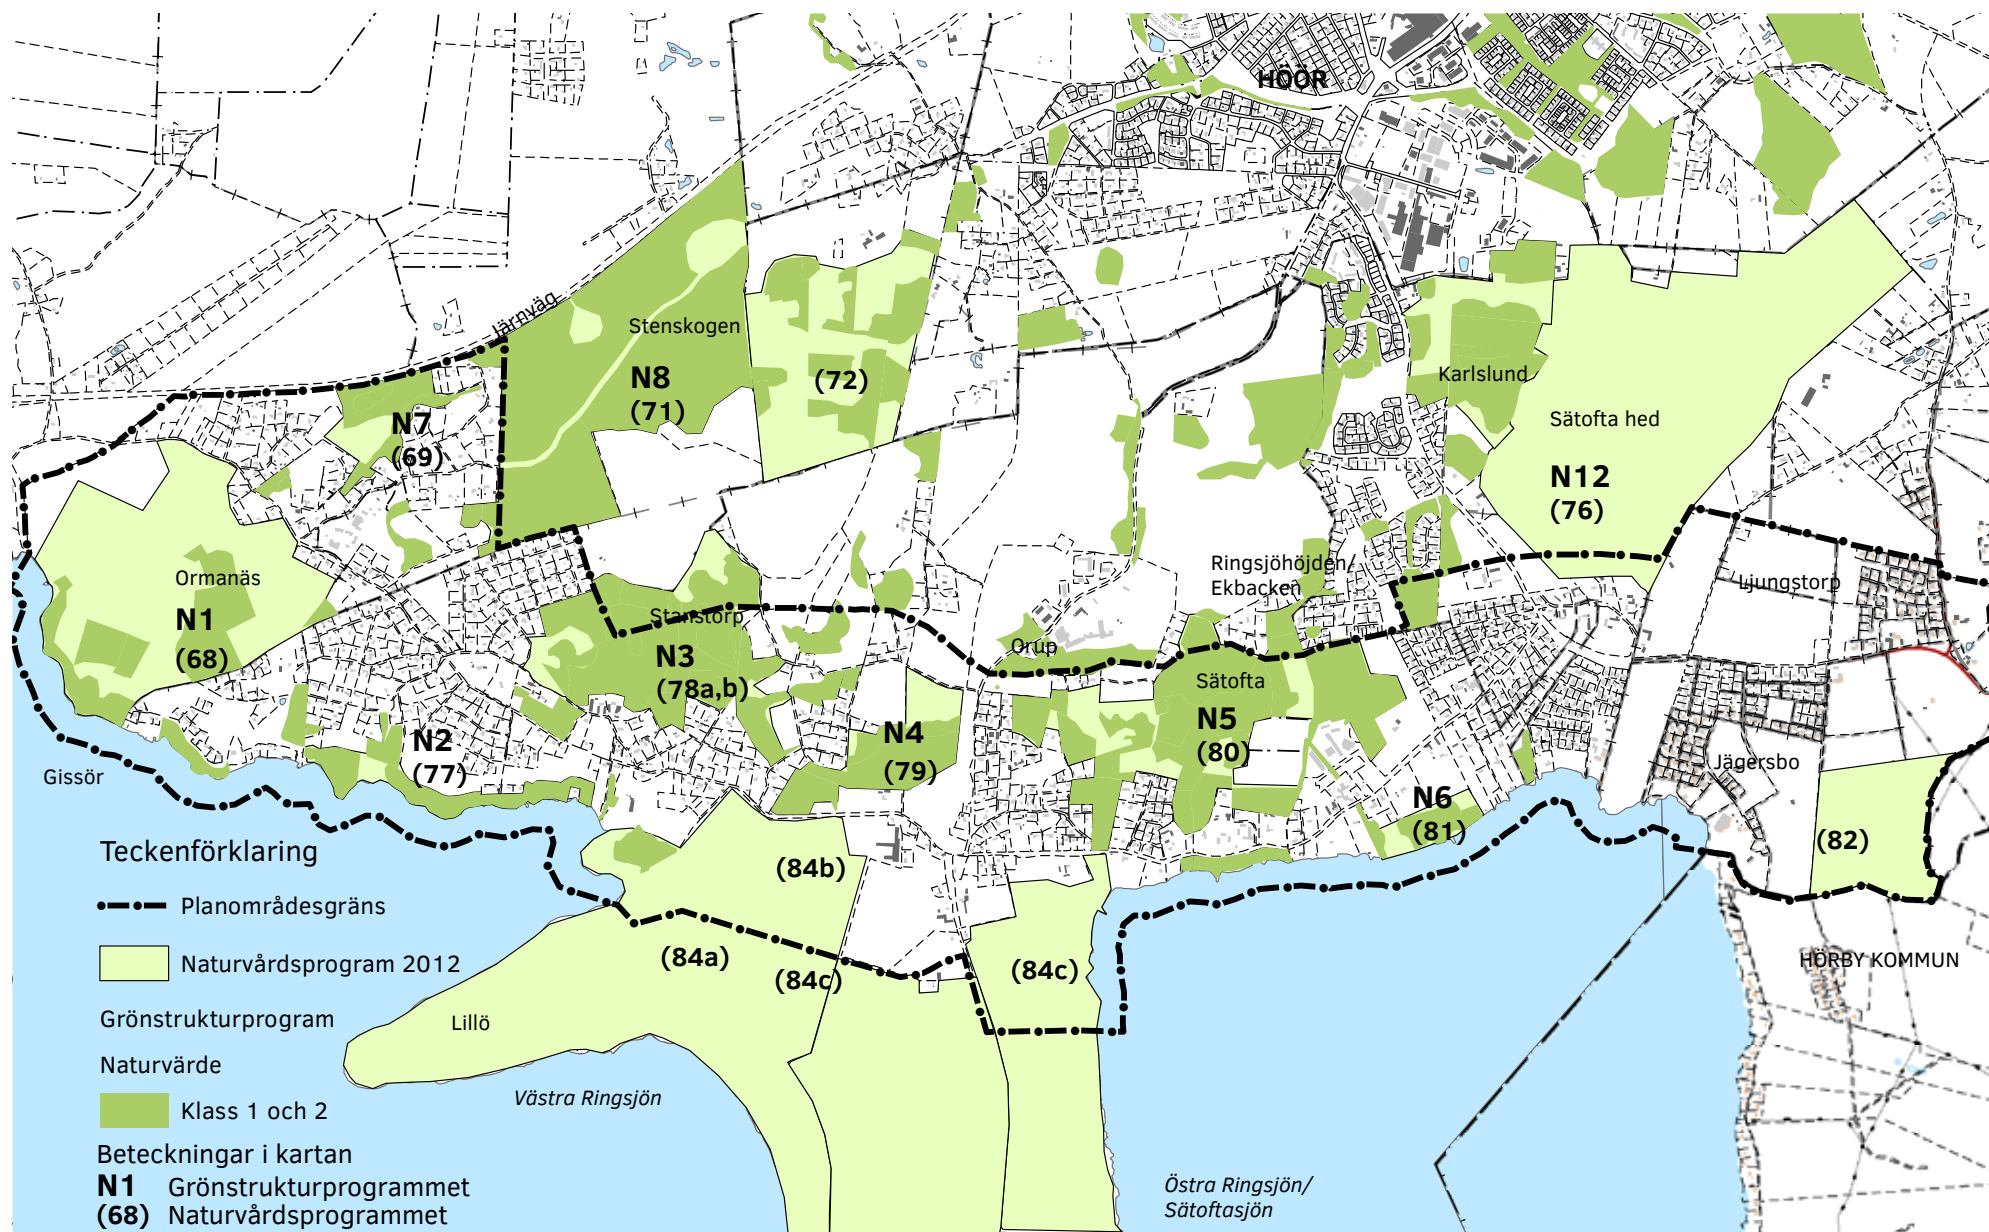 HÖÖR
Järnväg
Stenskogen
N8
(71)
(72)
N7
(69)
Karlslund
Sätofta hed
N12
(76)
Ormanäs
N1
(68)
Stanstorp
N3
(78a,b)
Ringsjöhöjden/
Ekbacken
Ljungstorp
Orup
Sätofta
N5
(80)
N2
(77)
N4
(79)
Gissör
Jägersbo
N6
(81)
(82)
(84b)
(84a)
(84c)
(84c)
HÖRBY KOMMUN
Lillö
Västra Ringsjön
Östra Ringsjön/
Sätoftasjön
Teckenförklaring
Planområdesgräns
Naturvårdsprogram 2012
Grönstrukturprogram
Naturvärde
Klass 1 och 2
Beteckningar i kartan
N1 Grönstrukturprogrammet
(68) Naturvårdsprogrammet